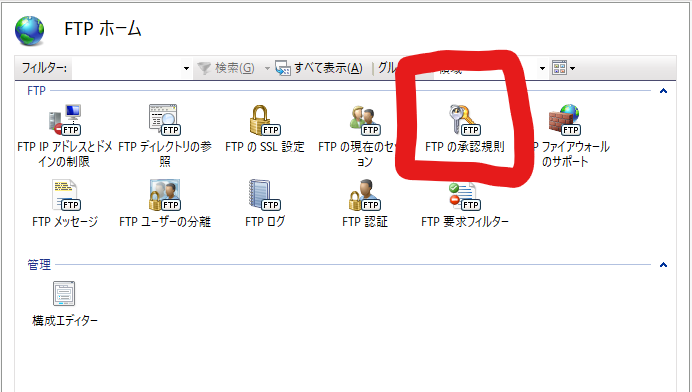 FTP ホーム
フィルター: 検索(G) すべて表示(A) グル 領域
FTP
FTP IP アドレスとドメインの制限
FTP ディレクトリの参照
FTP の SSL 設定
FTP の現在のセッション
FTP の承認規則
ファイアウォールのサポート
FTP メッセージ
FTP ユーザーの分離
FTP ログ
FTP 認証
FTP 要求フィルター
管理
構成エディター